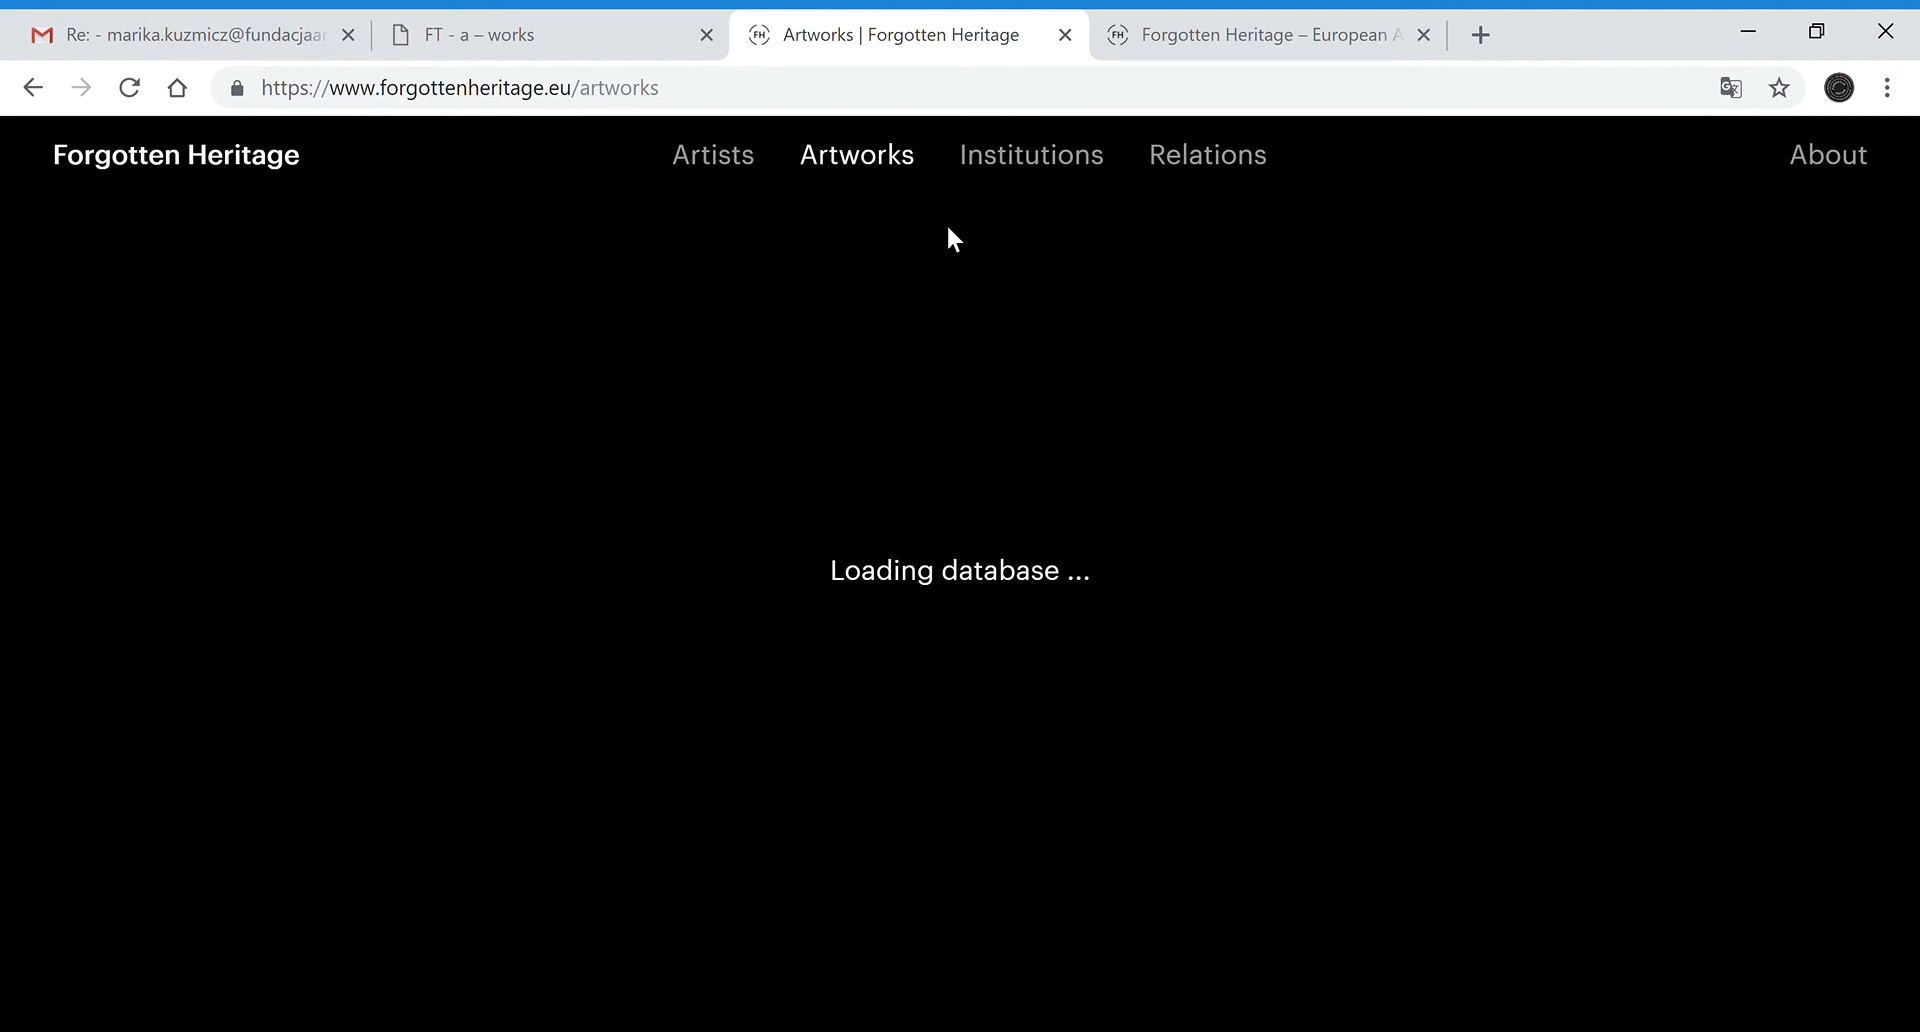 Re: - marika.kuzmicz@fundacjaar
FT - a – works
Artworks | Forgotten Heritage
Forgotten Heritage – European A
https://www.forgottenheritage.eu/artworks
Forgotten Heritage
Artists
Artworks
Institutions
Relations
About
Loading database ...